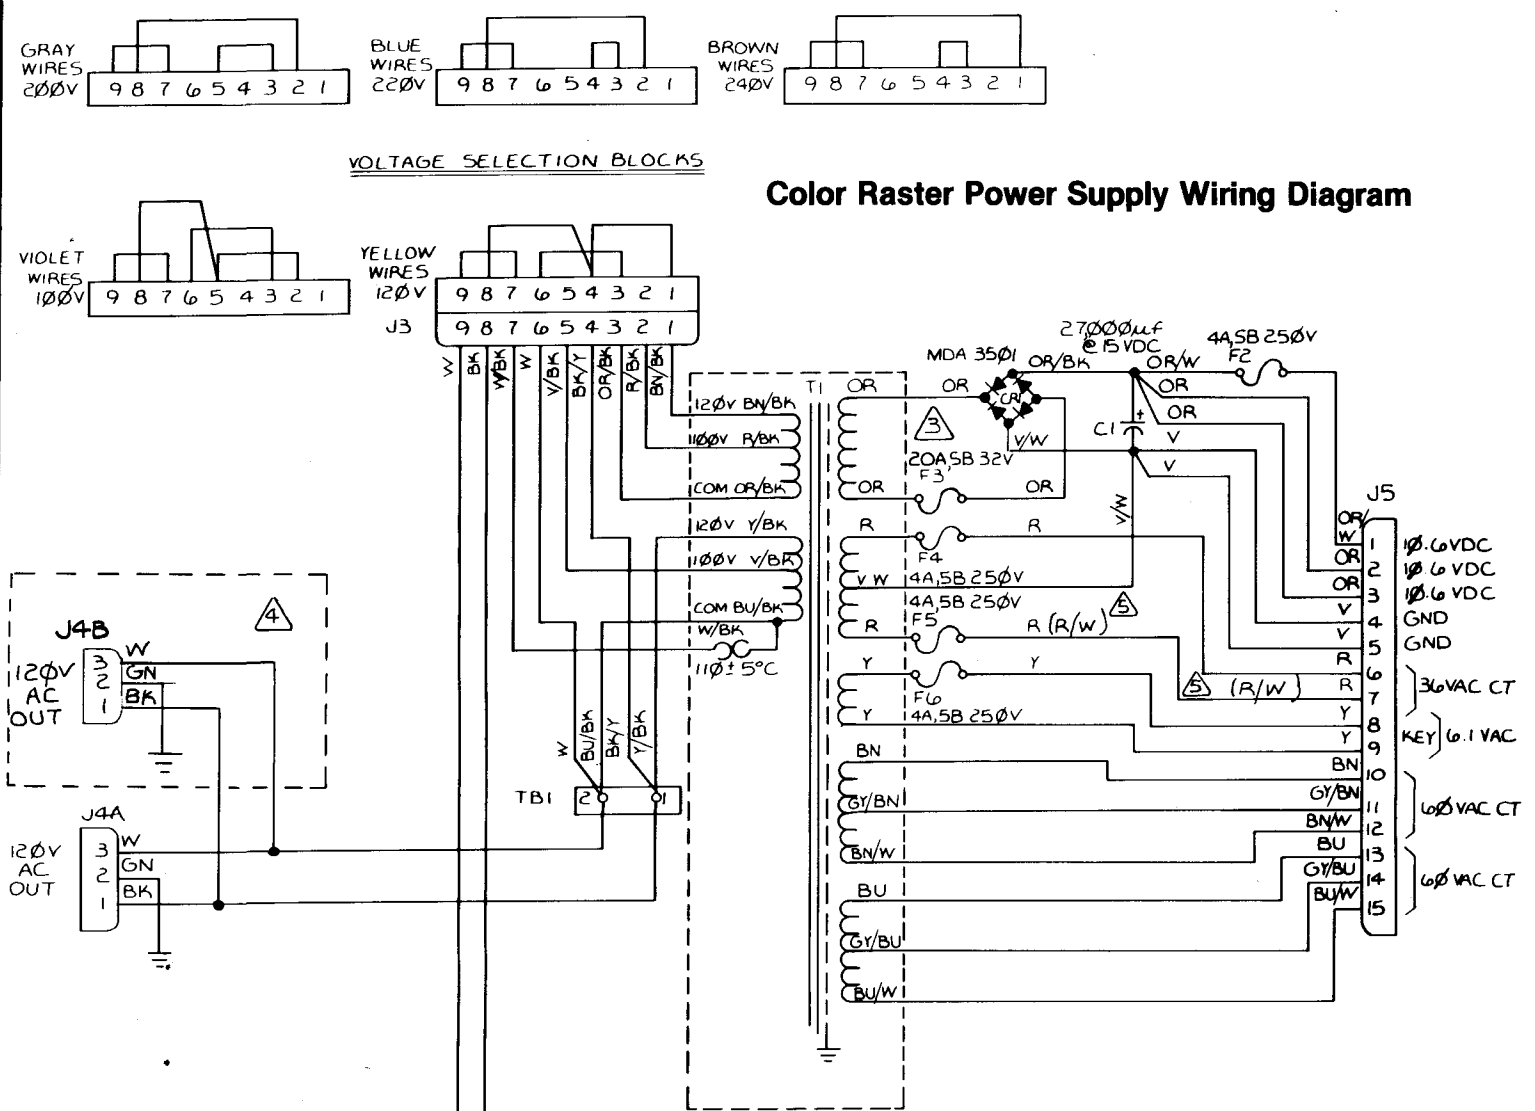 GRAY
WIRES
200V
9 8 7 6 5 4 3 2 1
BLUE
WIRES
220V
9 8 7 6 5 4 3 2 1
BROWN
WIRES
240V
9 8 7 6 5 4 3 2 1
VOLTAGE SELECTION BLOCKS
Color Raster Power Supply Wiring Diagram
VIOLET
WIRES
100V
9 8 7 6 5 4 3 2 1
YELLOW
WIRES
120V
9 8 7 6 5 4 3 2 1
J3
9 8 7 6 5 4 3 2 1
W
BK
W/BK
W
V/BK
BK/Y
OR/BK
R/BK
BN/BK
T1
120V BN/BK
100V R/BK
COM OR/BK
120V Y/BK
100V V/BK
COM BU/BK
W/BK
110±5°C
OR
OR
MDA 3501
CR1
OR/BK
27,000µf
@ 15 VDC
OR/W
4A,SB 250V
F2
OR
OR
C1
+
V
V
V/W
V/W
3
20A,SB 32V
F3
OR
OR
R
F4
R
4A,SB 250V
V W
4A,SB 250V
F5
R
R (R/W)
5
Y
Y
F6
4A,SB 250V
Y
5 (R/W)
BN
GY/BN
BN/W
BU
GY/BU
BU/W
J5
OR/
W
1
10.6VDC
OR
2
10.6 VDC
OR
3
10.6 VDC
V
4
GND
V
5
GND
R
6
R
7
36VAC CT
Y
8
Y
9
KEY
6.1 VAC
BN
10
GY/BN
11
BN/W
12
60VAC CT
BU
13
GY/BU
14
BU/W
15
60VAC CT
W
BU/BK
BK/Y
Y/BK
TB1
2
1
4
J4B
120V
AC
OUT
3
W
2
GN
1
BK
J4A
120V
AC
OUT
3
W
2
GN
1
BK